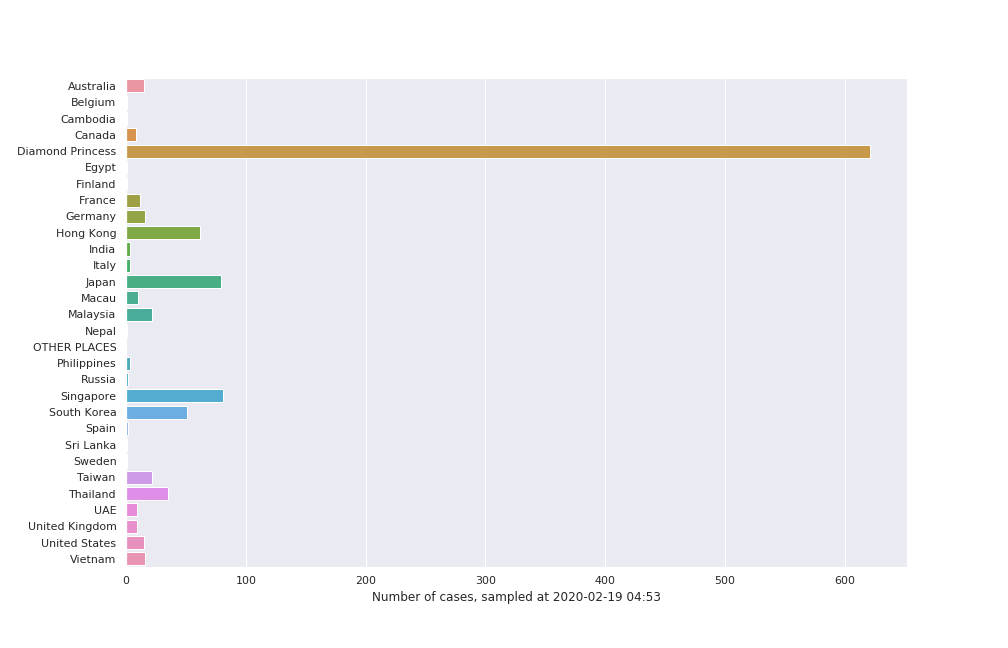 Australia
Belgium
Cambodia
Canada
Diamond Princess
Egypt
Finland
France
Germany
Hong Kong
India
Italy
Japan
Macau
Malaysia
Nepal
OTHER PLACES
Philippines
Russia
Singapore
South Korea
Spain
Sri Lanka
Sweden
Taiwan
Thailand
UAE
United Kingdom
United States
Vietnam
0 100 200 300 400 500 600
Number of cases, sampled at 2020-02-19 04:53